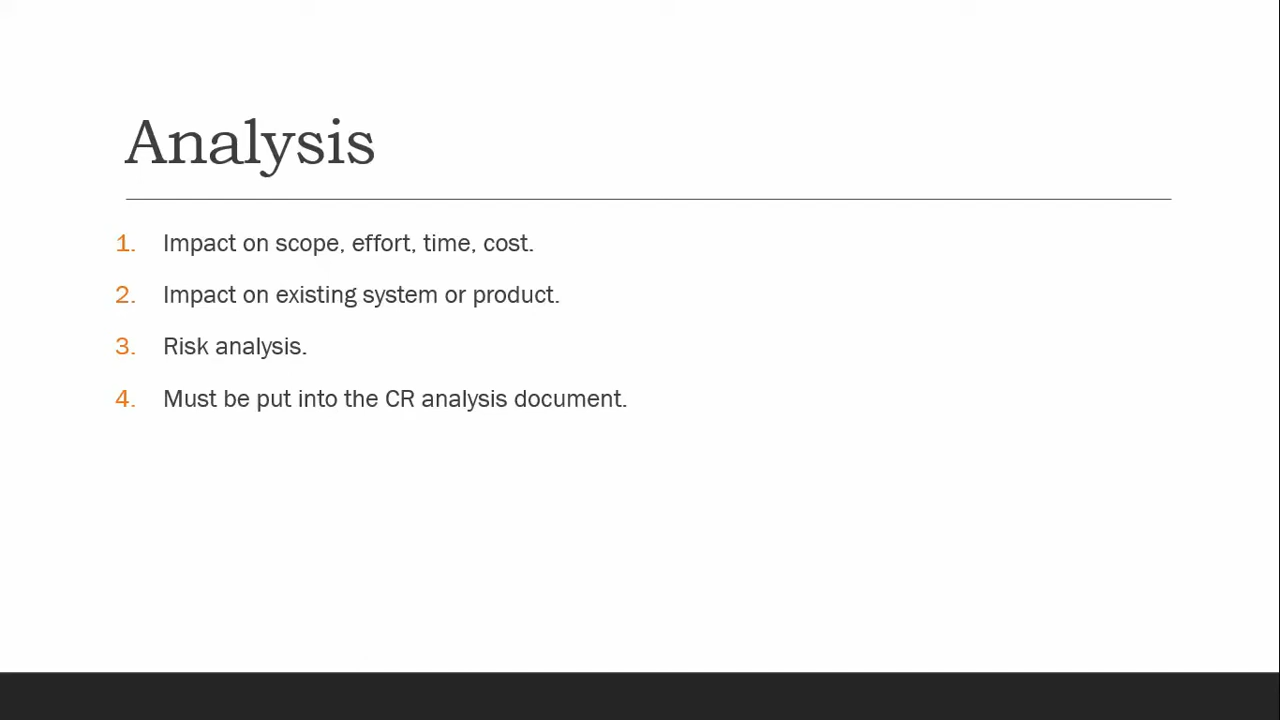 Analysis
1. Impact on scope, effort, time, cost.
2. Impact on existing system or product.
3. Risk analysis.
4. Must be put into the CR analysis document.